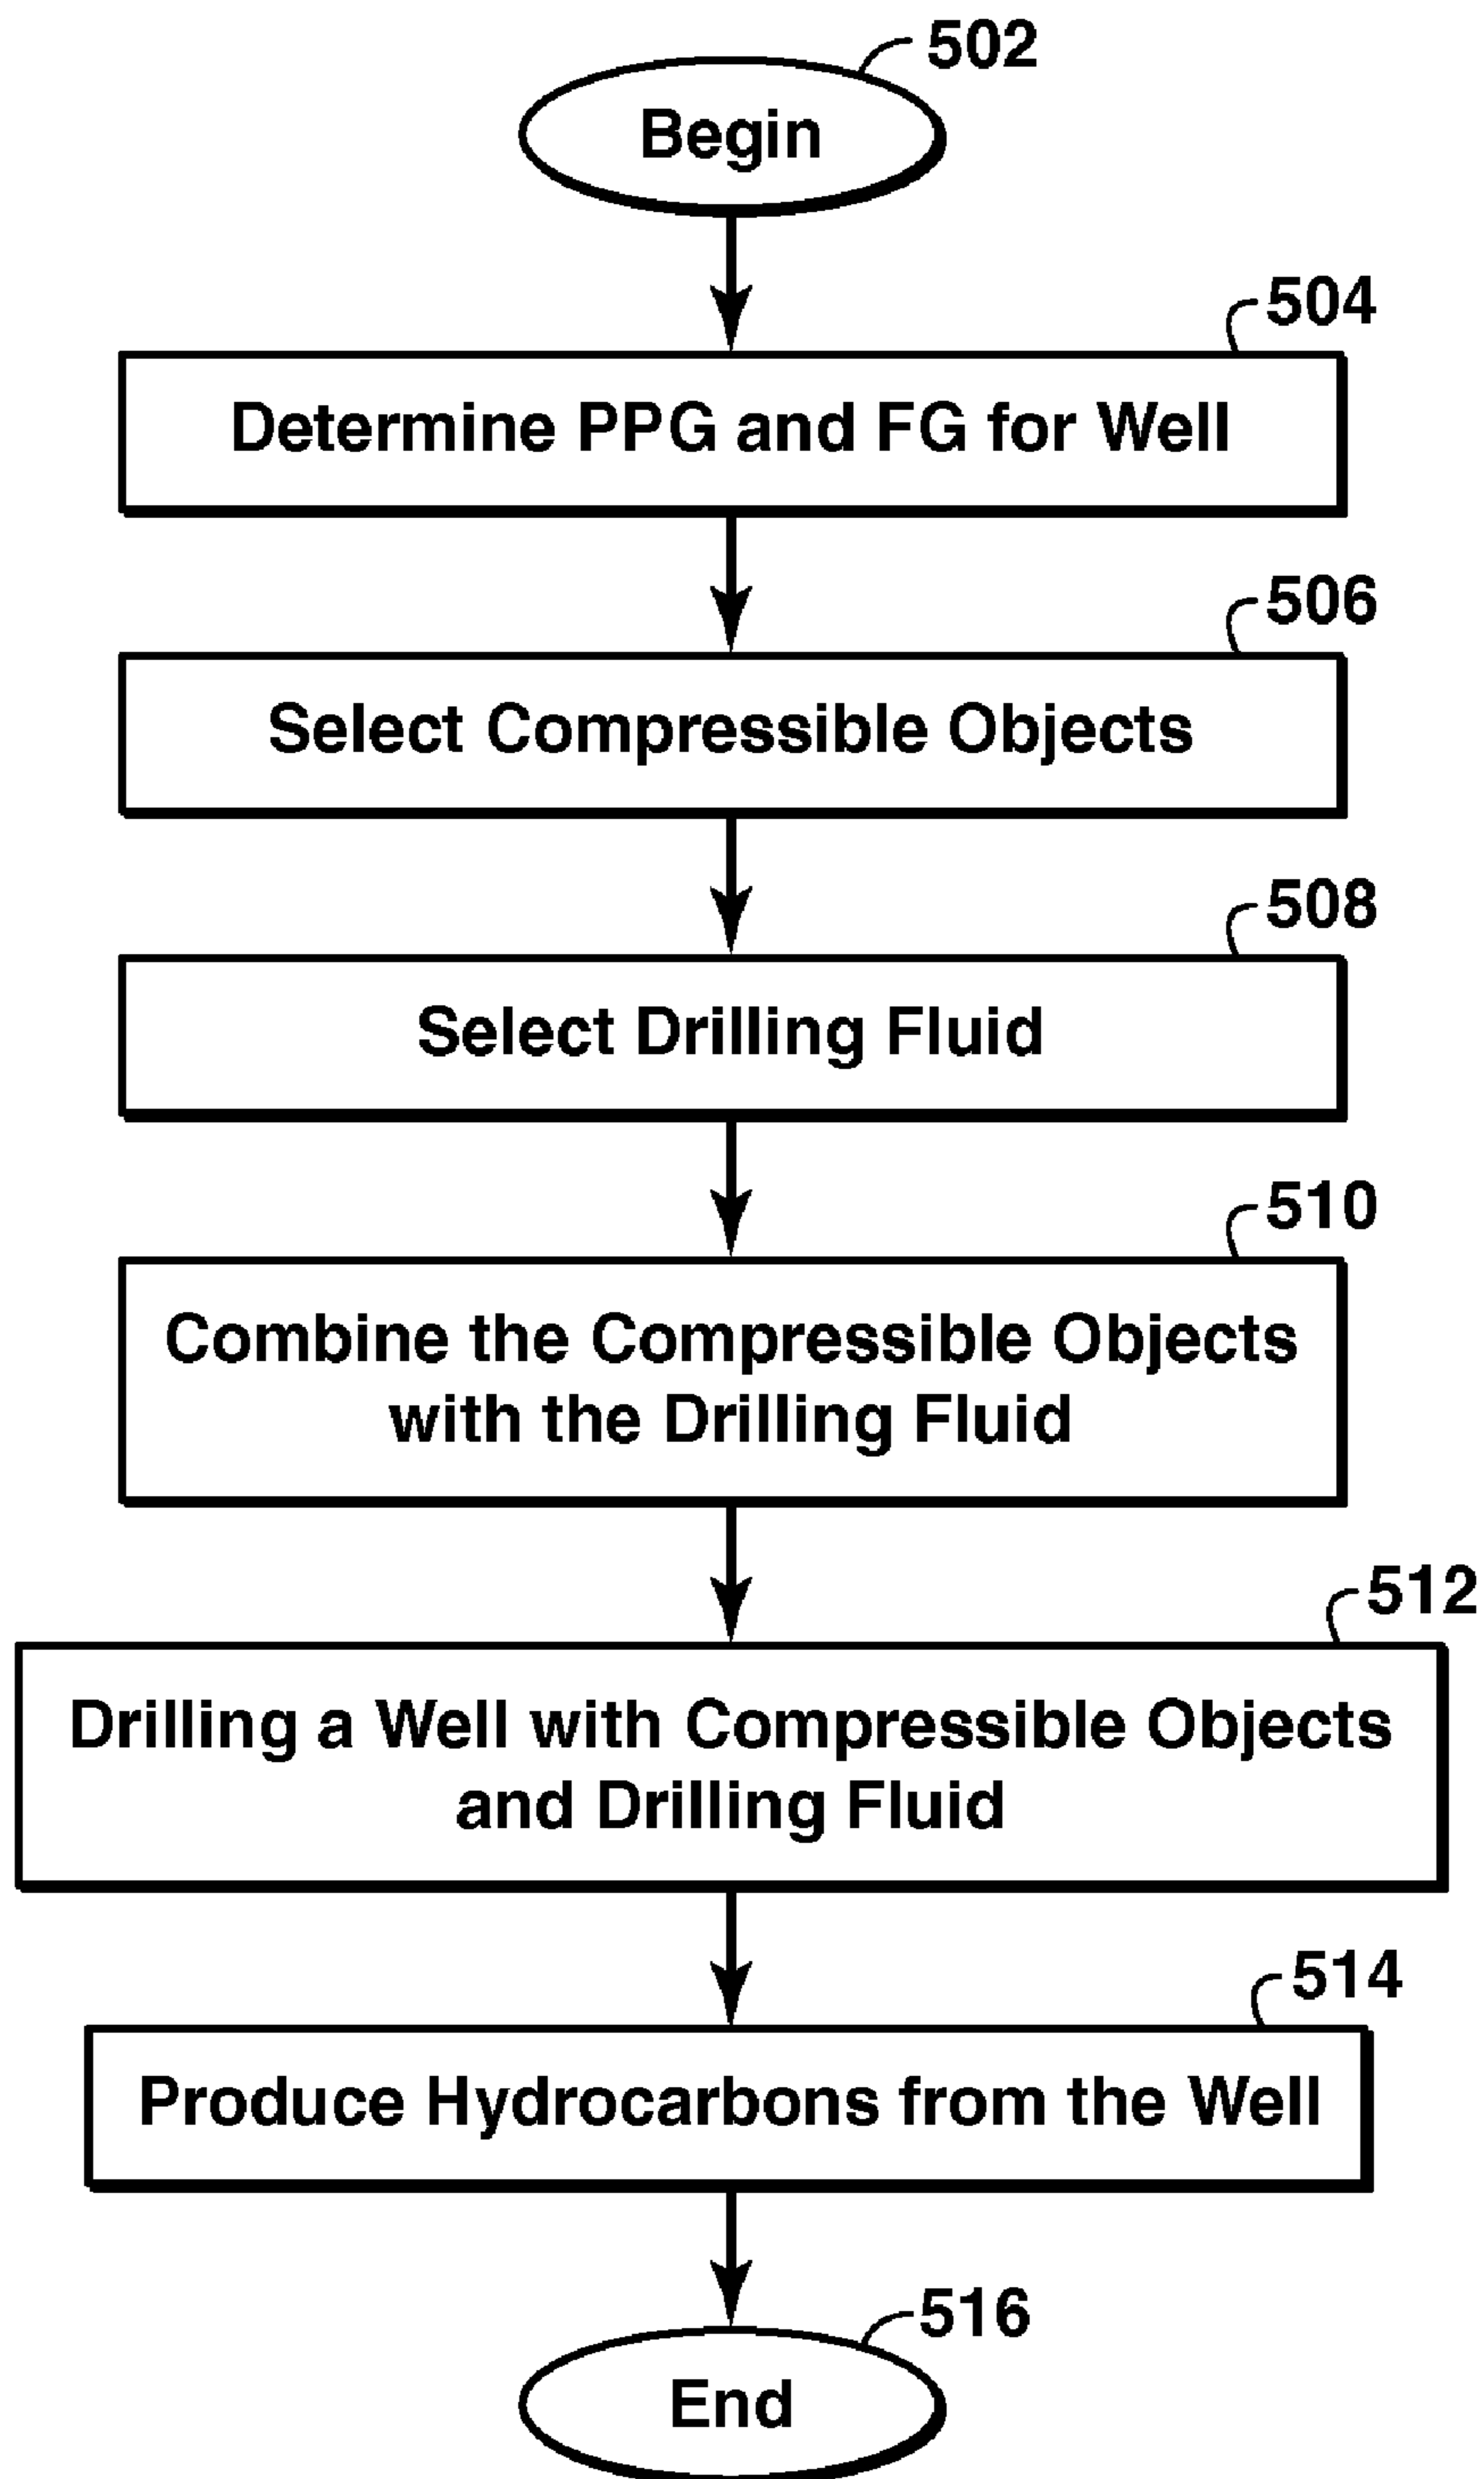 502
Begin
504
Determine PPG and FG for Well
506
Select Compressible Objects
508
Select Drilling Fluid
510
Combine the Compressible Objects
with the Drilling Fluid
512
Drilling a Well with Compressible Objects
and Drilling Fluid
514
Produce Hydrocarbons from the Well
516
End